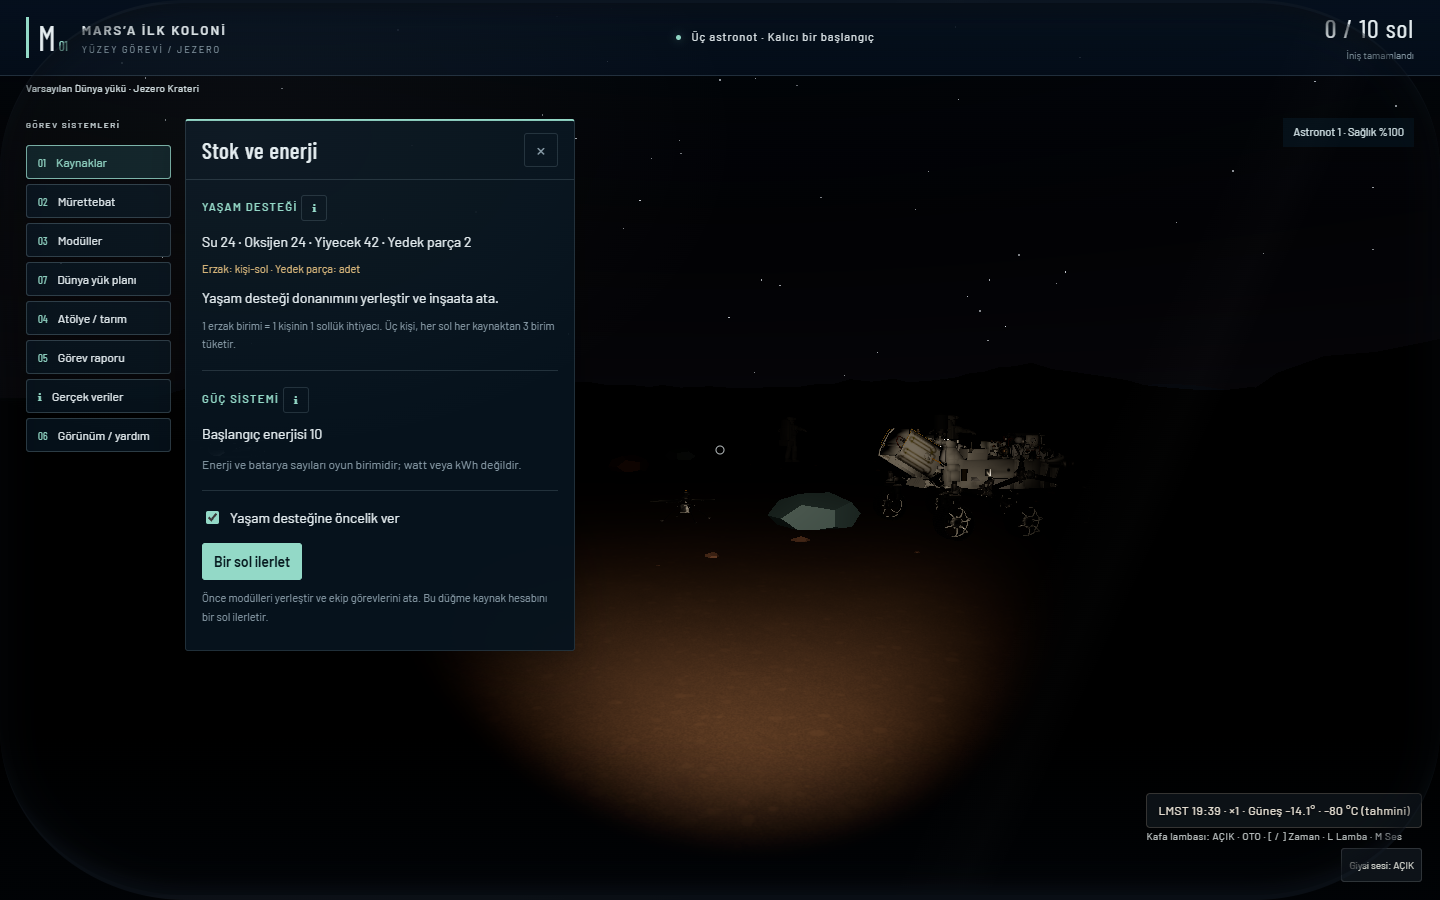 M 01
MARS'A İLK KOLONİ
YÜZEY GÖREVİ / JEZERO
Üç astronot · Kalıcı bir başlangıç
0 / 10 sol
İniş tamamlandı
Varsayılan Dünya yükü · Jezero Krateri
GÖREV SİSTEMLERİ
01 Kaynaklar
02 Mürettebat
03 Modüller
07 Dünya yük planı
04 Atölye / tarım
05 Görev raporu
i Gerçek veriler
06 Görünüm / yardım
Stok ve enerji
×
YAŞAM DESTEĞİ i
Su 24 · Oksijen 24 · Yiyecek 42 · Yedek parça 2
Erzak: kişi-sol · Yedek parça: adet
Yaşam desteği donanımını yerleştir ve inşaata ata.
1 erzak birimi = 1 kişinin 1 sollük ihtiyacı. Üç kişi, her sol her kaynaktan 3 birim
tüketir.
GÜÇ SİSTEMİ i
Başlangıç enerjisi 10
Enerji ve batarya sayıları oyun birimidir; watt veya kWh değildir.
Yaşam desteğine öncelik ver
Bir sol ilerlet
Önce modülleri yerleştir ve ekip görevlerini ata. Bu düğme kaynak hesabını
bir sol ilerletir.
Astronot 1 · Sağlık %100
LMST 19:39 · ×1 · Güneş -14.1° · -80 °C (tahmini)
Kafa lambası: AÇIK · OTO · [ / ] Zaman · L Lamba · M Ses
Giysi sesi: AÇIK